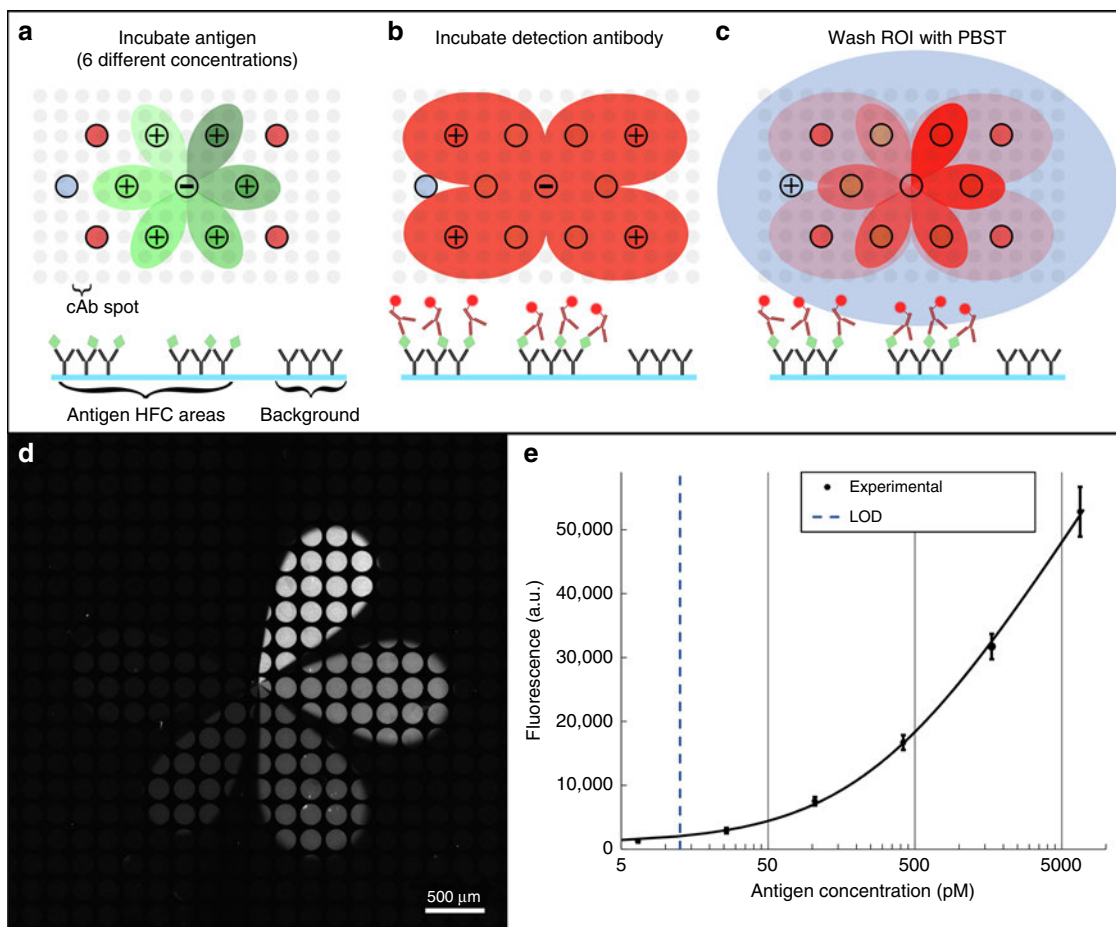 a
Incubate antigen
(6 different concentrations)
cAb spot
Antigen HFC areas
Background
b
Incubate detection antibody
c
Wash ROI with PBST
d
500 μm
e
Experimental
LOD
Fluorescence (a.u.)
50,000
40,000
30,000
20,000
10,000
0
5
50
500
5000
Antigen concentration (pM)